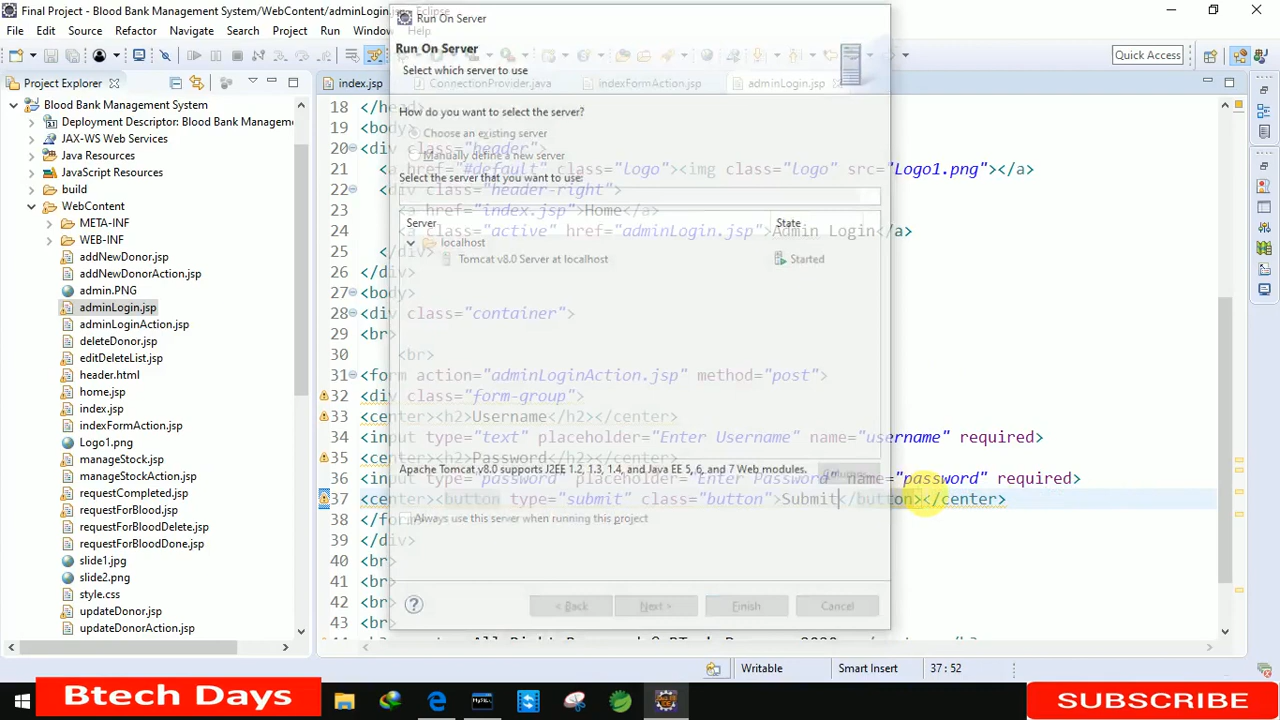 Final Project - Blood Bank Management System/WebContent/adminLogin.jsp - Eclipse
Run On Server
File Edit Source Refactor Navigate Search Project Run Window Help
Run On Server
Select which server to use
Quick Access
Project Explorer
index.jsp ConnectionProvider.java indexFormAction.jsp adminLogin.jsp
How do you want to select the server?
Choose an existing server
Manually define a new server
Select the server that you want to use:
Server State
localhost
Tomcat v8.0 Server at localhost Started
Apache Tomcat v8.0 supports J2EE 1.2, 1.3, 1.4, and Java EE 5, 6, and 7 Web modules.
Always use this server when running this project
< Back Next > Finish Cancel
Blood Bank Management System
Deployment Descriptor: Blood Bank Manageme
JAX-WS Web Services
Java Resources
JavaScript Resources
build
WebContent
META-INF
WEB-INF
addNewDonor.jsp
addNewDonorAction.jsp
admin.PNG
adminLogin.jsp
adminLoginAction.jsp
deleteDonor.jsp
editDeleteList.jsp
header.html
home.jsp
index.jsp
indexFormAction.jsp
Logo1.png
manageStock.jsp
manageStockAction.jsp
requestCompleted.jsp
requestForBlood.jsp
requestForBloodDelete.jsp
requestForBloodDone.jsp
slide1.jpg
slide2.png
style.css
updateDonor.jsp
updateDonorAction.jsp
18 </head>
19 <body>
20 <div class="header">
21 <a href="#default" class="logo"><img class="logo" src="Logo1.png"></a>
22 <div class="header-right">
23 <a href="index.jsp">Home</a>
24 <a class="active" href="adminLogin.jsp">Admin Login</a>
25 </div>
26 </div>
27 <body>
28 <div class="container">
29 <br>
30 <br>
31 <form action="adminLoginAction.jsp" method="post">
32 <div class="form-group">
33 <center><h2>Username</h2></center>
34 <input type="text" placeholder="Enter Username" name="username" required>
35 <center><h2>Password</h2></center>
36 <input type="password" placeholder="Enter Password" name="password" required>
37 <center><button type="submit" class="button">Submit</button></center>
38 </form>
39 </div>
40 <br>
41 <br>
42 <br>
43 <br>
Writable Smart Insert 37 : 52
Btech Days
SUBSCRIBE